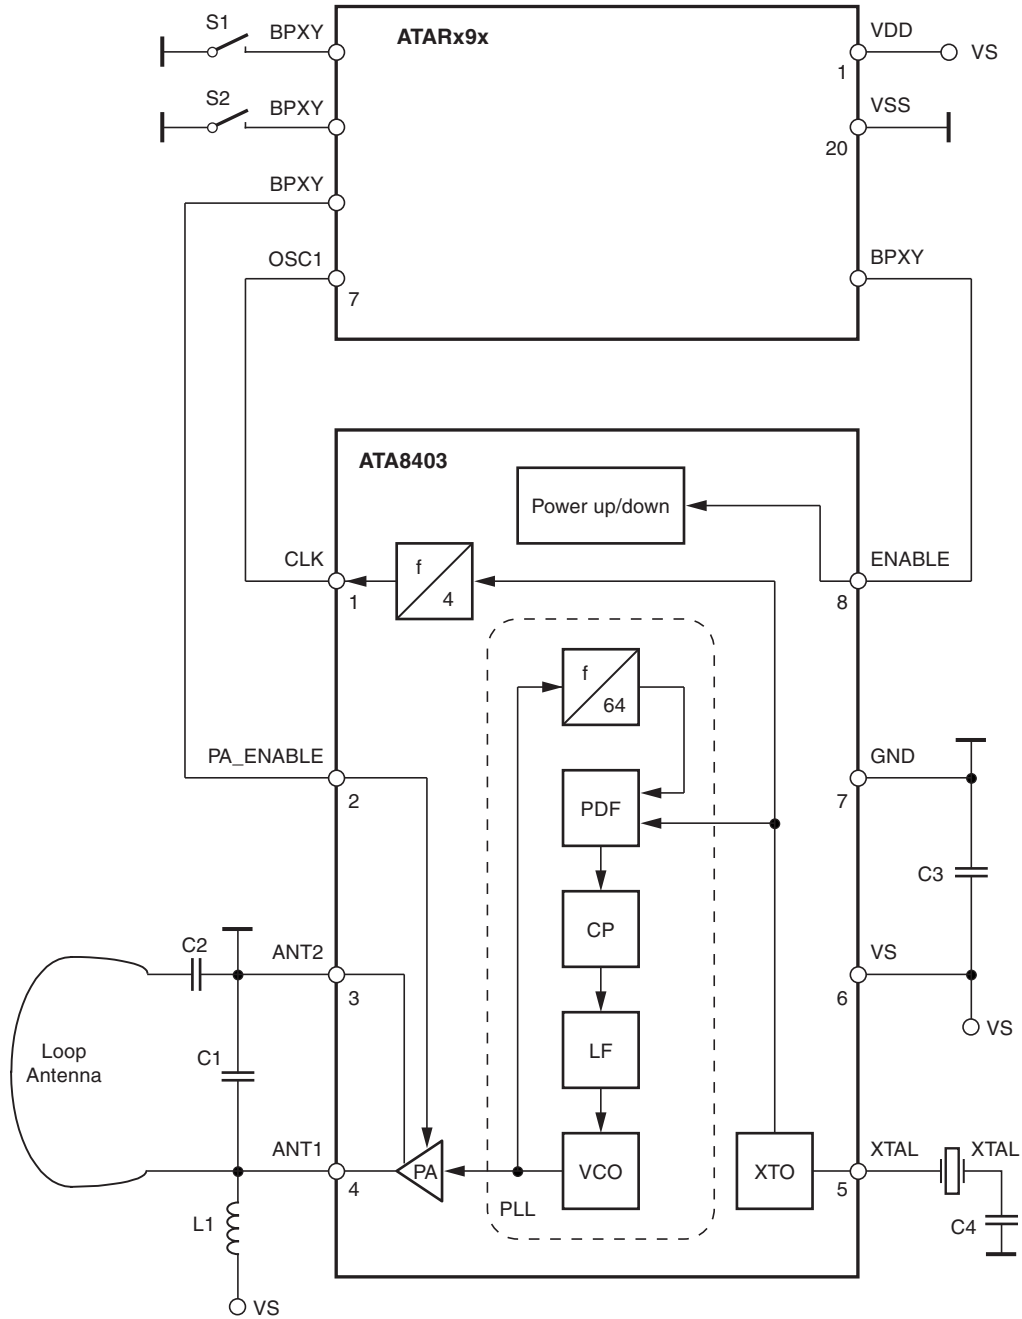 S1
BPXY
ATARx9x
VDD
1
VS
S2
BPXY
VSS
20
BPXY
OSC1
7
BPXY
ATA8403
Power up/down
CLK
1
f
4
ENABLE
8
f
64
PA_ENABLE
2
PDF
GND
7
C3
CP
C2
ANT2
3
VS
6
VS
Loop
Antenna
C1
LF
ANT1
4
PA
VCO
XTO
XTAL
5
XTAL
L1
PLL
C4
VS